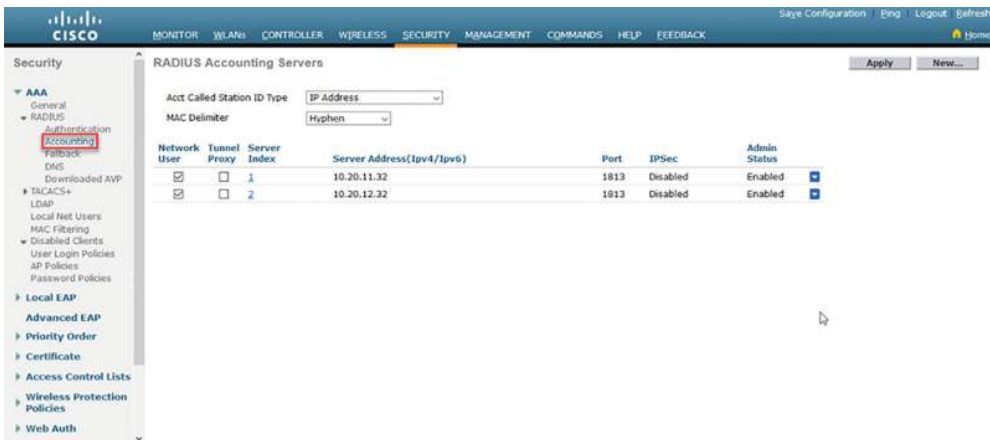 Save Configuration Ping Logout Refresh
CISCO MONITOR WLANs CONTROLLER WIRELESS SECURITY MANAGEMENT COMMANDS HELP FEEDBACK Home
Security
AAA
General
RADIUS
Authentication
Accounting
Fallback
DNS
Downloaded AVP
TACACS+
LDAP
Local Net Users
MAC Filtering
Disabled Clients
User Login Policies
AP Policies
Password Policies
Local EAP
Advanced EAP
Priority Order
Certificate
Access Control Lists
Wireless Protection
Policies
Web Auth
RADIUS Accounting Servers Apply New...
Acct Called Station ID Type IP Address
MAC Delimiter Hyphen
Network User Tunnel Proxy Server Index Server Address(Ipv4/Ipv6) Port IPSec Admin Status
1 10.20.11.32 1813 Disabled Enabled
2 10.20.12.32 1813 Disabled Enabled